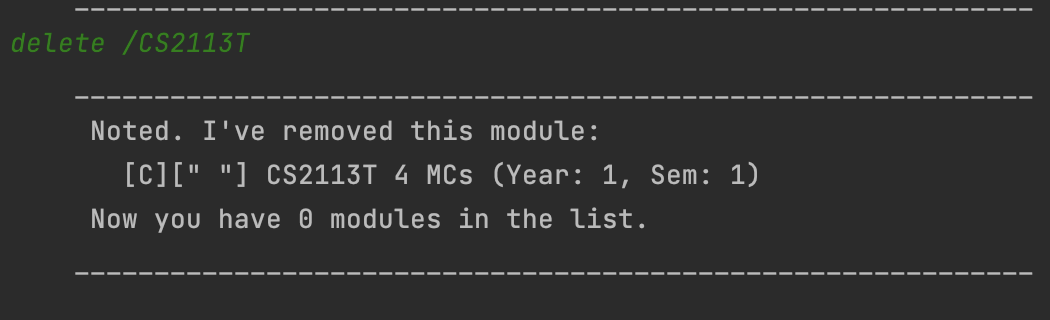 ____________________________________________________________
delete /CS2113T
____________________________________________________________
Noted. I've removed this module:
[C][" "] CS2113T 4 MCs (Year: 1, Sem: 1)
Now you have 0 modules in the list.
____________________________________________________________